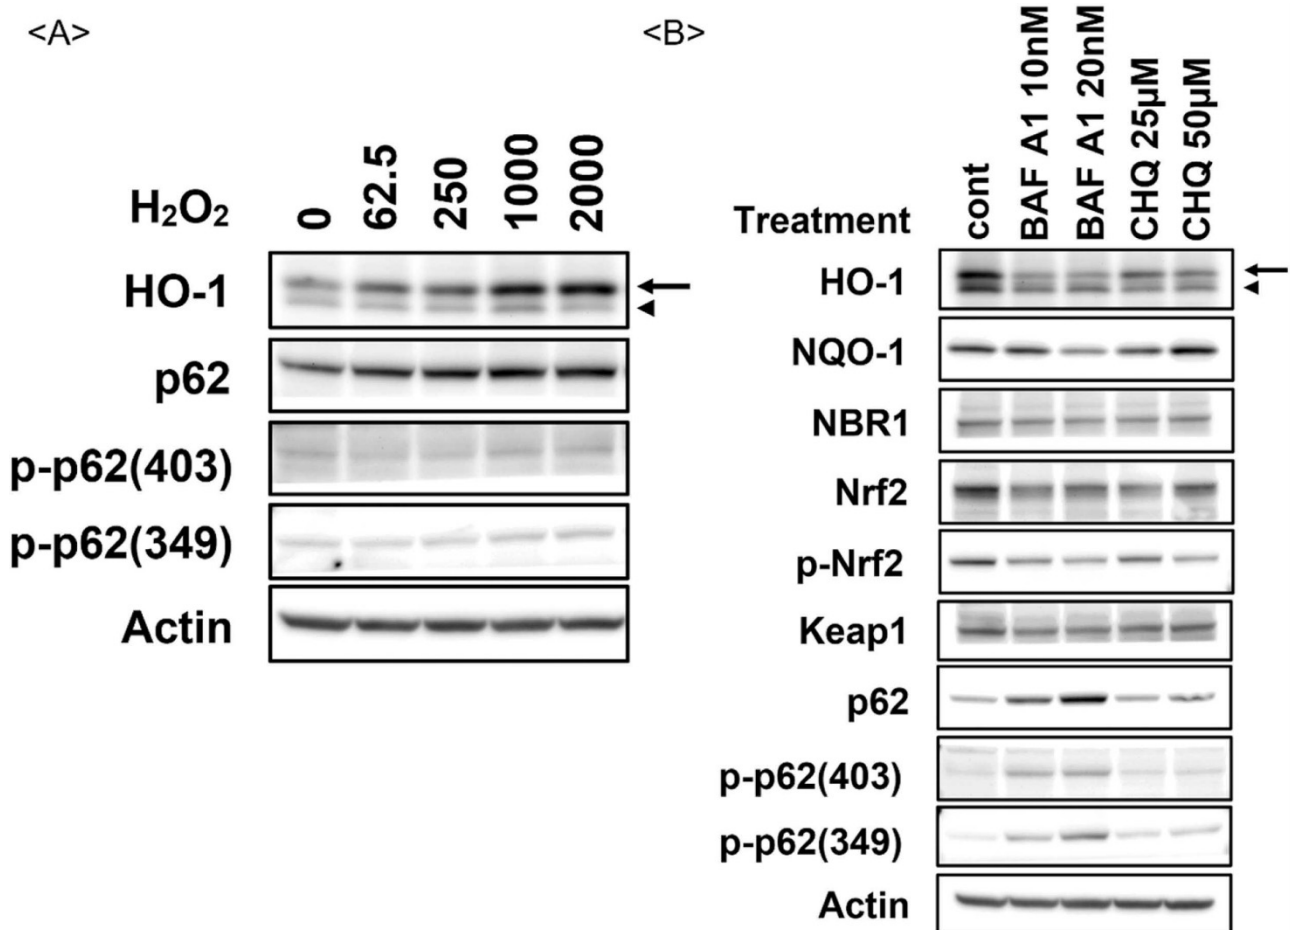 <A>
H₂O₂
0
62.5
250
1000
2000
HO-1
p62
p-p62(403)
p-p62(349)
Actin
<B>
Treatment
cont
BAF A1 10nM
BAF A1 20nM
CHQ 25µM
CHQ 50µM
HO-1
NQO-1
NBR1
Nrf2
p-Nrf2
Keap1
p62
p-p62(403)
p-p62(349)
Actin